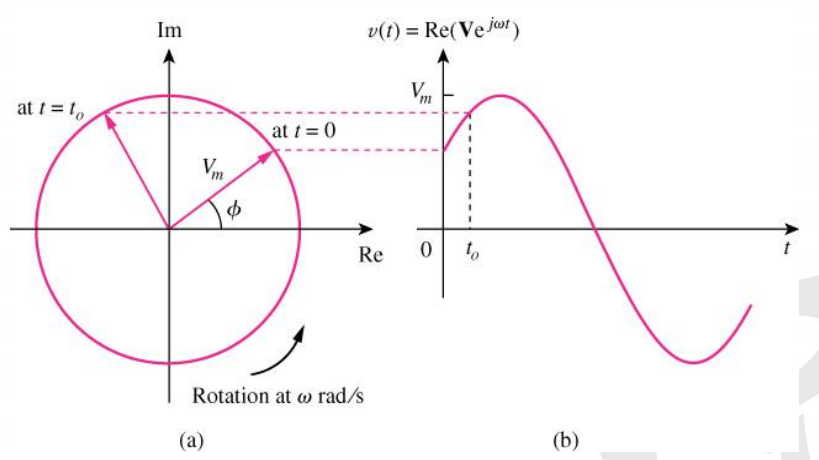 Im
v(t) = Re(Ve^{jωt})
V_m
at t = t_o
at t = 0
V_m
ϕ
Re
0
t_o
t
Rotation at ω rad/s
(a)
(b)